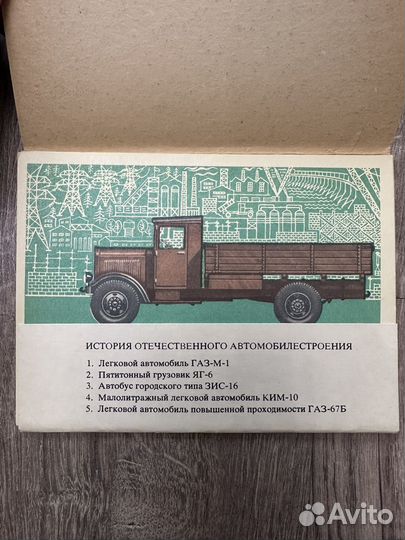 ИСТОРИЯ ОТЕЧЕСТВЕННОГО АВТОМОБИЛЕСТРОЕНИЯ
1. Легковой автомобиль ГАЗ-М-1
2. Пятитонный грузовик ЯГ-6
3. Автобус городского типа ЗИС-16
4. Малолитражный легковой автомобиль КИМ-10
5. Легковой автомобиль повышенной проходимости ГАЗ-67Б
Avito